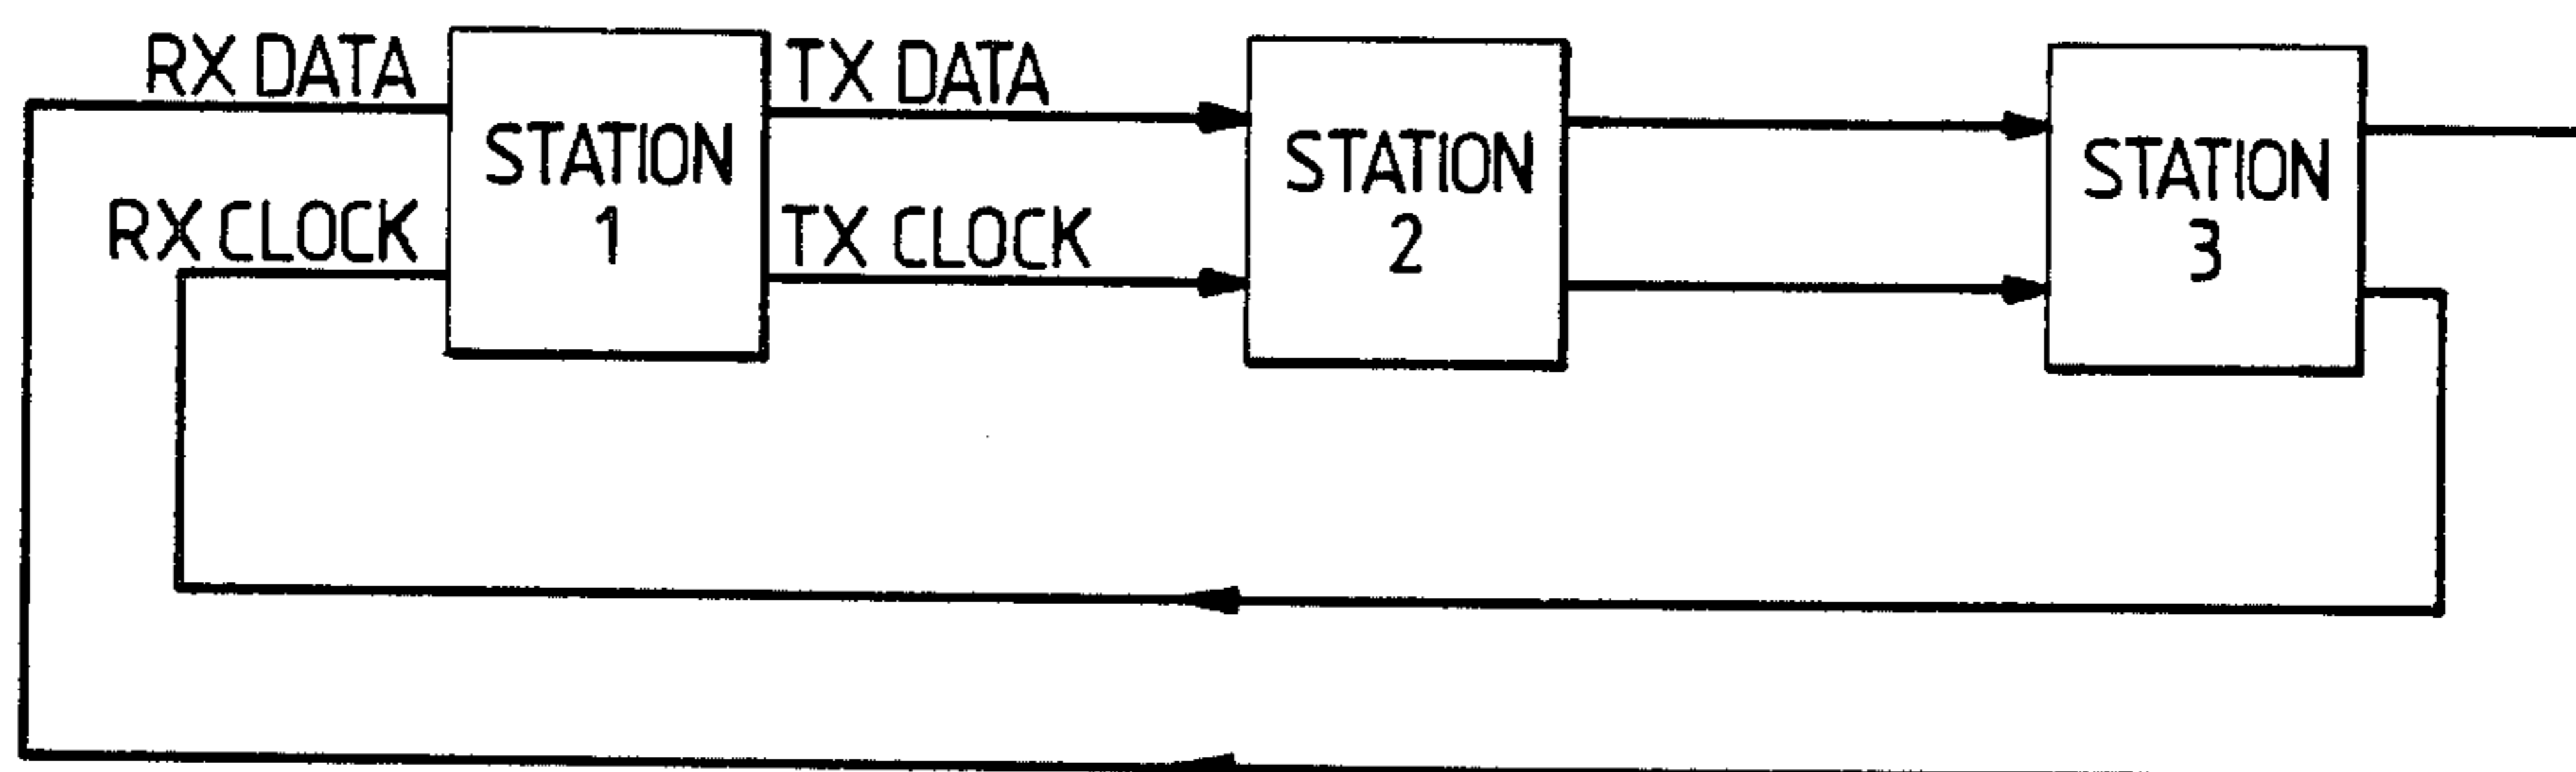 RX DATA
RX CLOCK
STATION
1
TX DATA
TX CLOCK
STATION
2
STATION
3